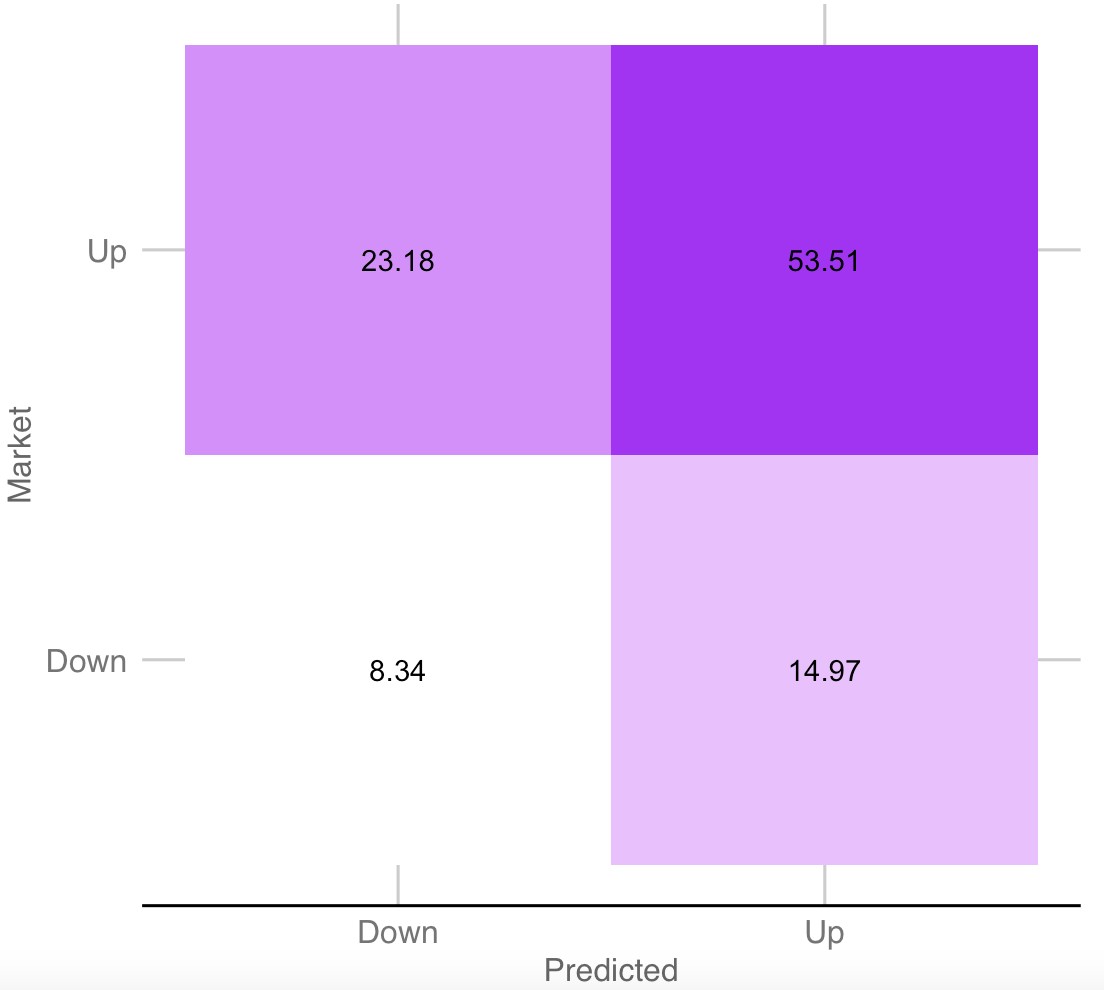 Up
23.18
53.51
Market
Down
8.34
14.97
Down
Up
Predicted